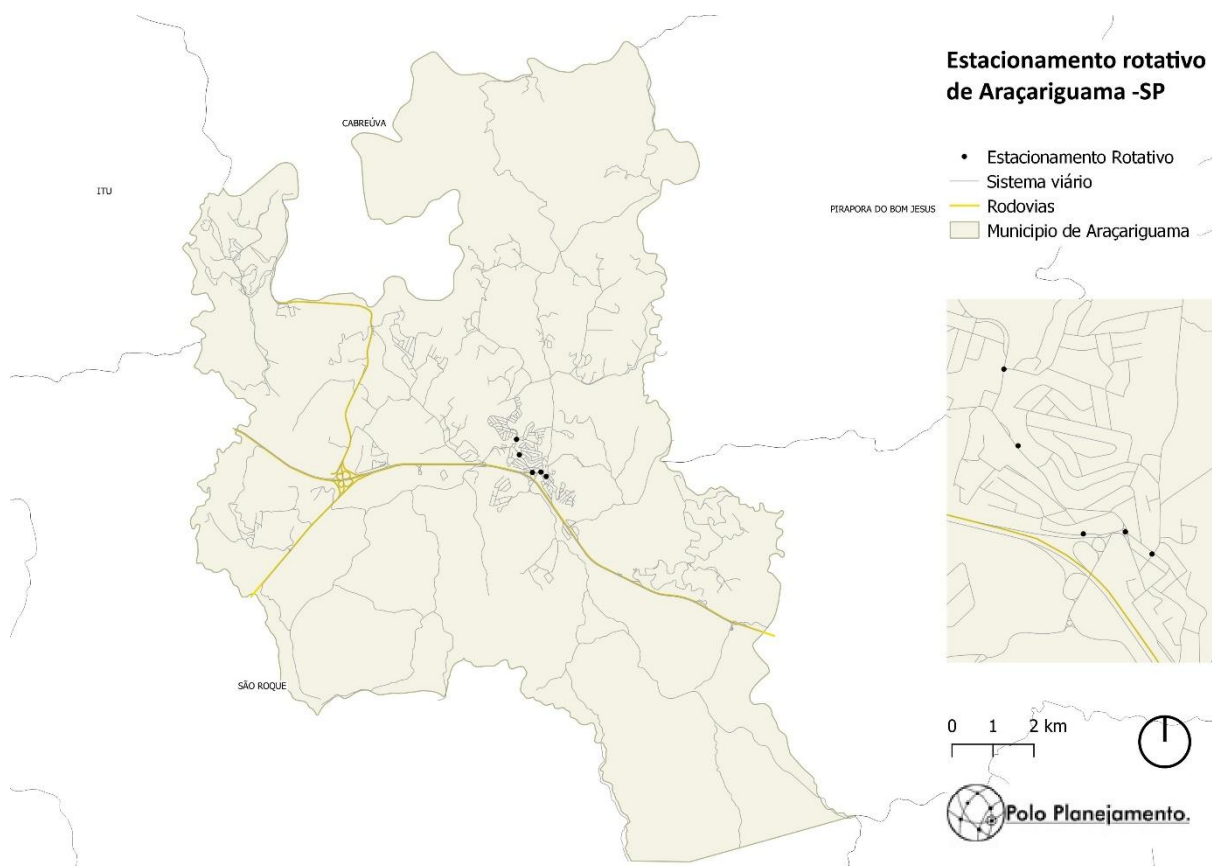 Estacionamento rotativo
de Araçariguama -SP
Estacionamento Rotativo
Sistema viário
Rodovias
Municipio de Araçariguama
CABREÚVA
ITU
PIRAPORA DO BOM JESUS
SÃO ROQUE
0 1 2 km
Polo Planejamento.